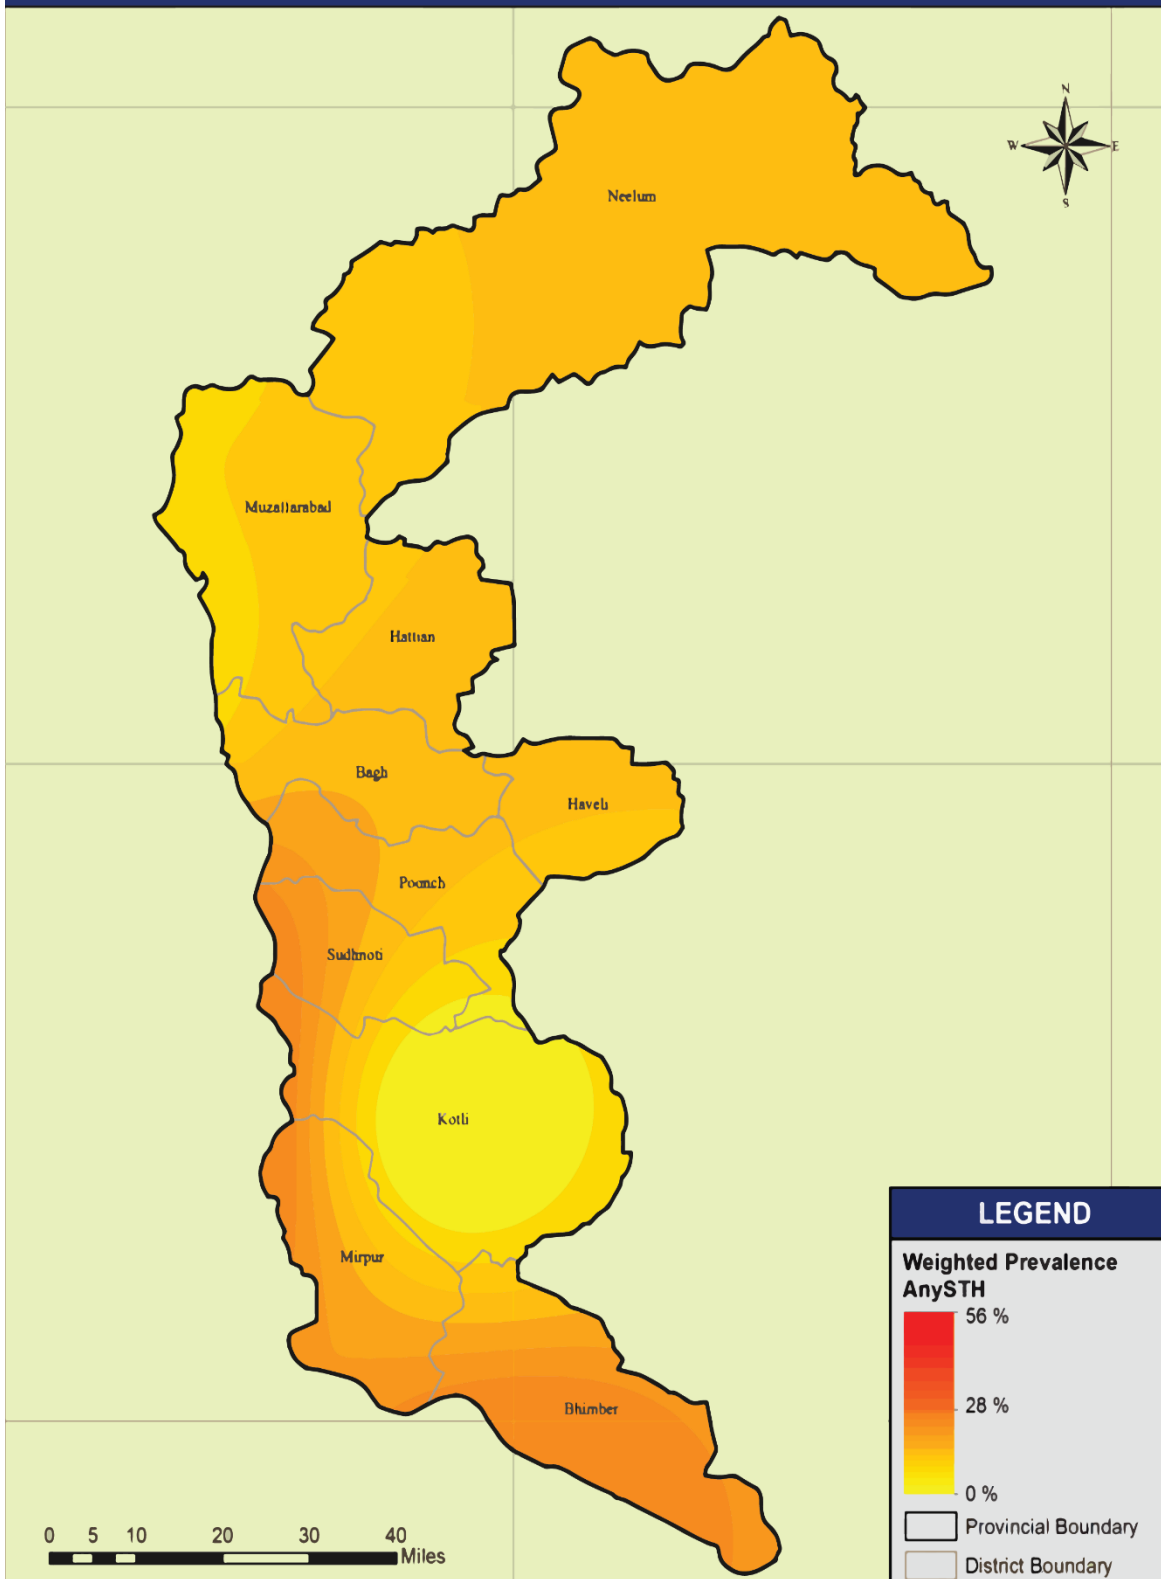 N
W E
S
Neelum
Muzaffarabad
Hattian
Bagh
Haveli
Poonch
Sudhnoti
Kotli
Mirpur
Bhimber
LEGEND
Weighted Prevalence
AnySTH
56 %
28 %
0 %
Provincial Boundary
District Boundary
0 5 10 20 30 40
Miles